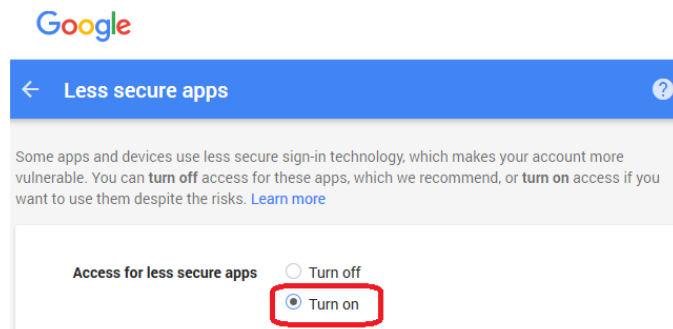 Google
Less secure apps
?
Some apps and devices use less secure sign-in technology, which makes your account more
vulnerable. You can turn off access for these apps, which we recommend, or turn on access if you
want to use them despite the risks. Learn more
Access for less secure apps
Turn off
Turn on